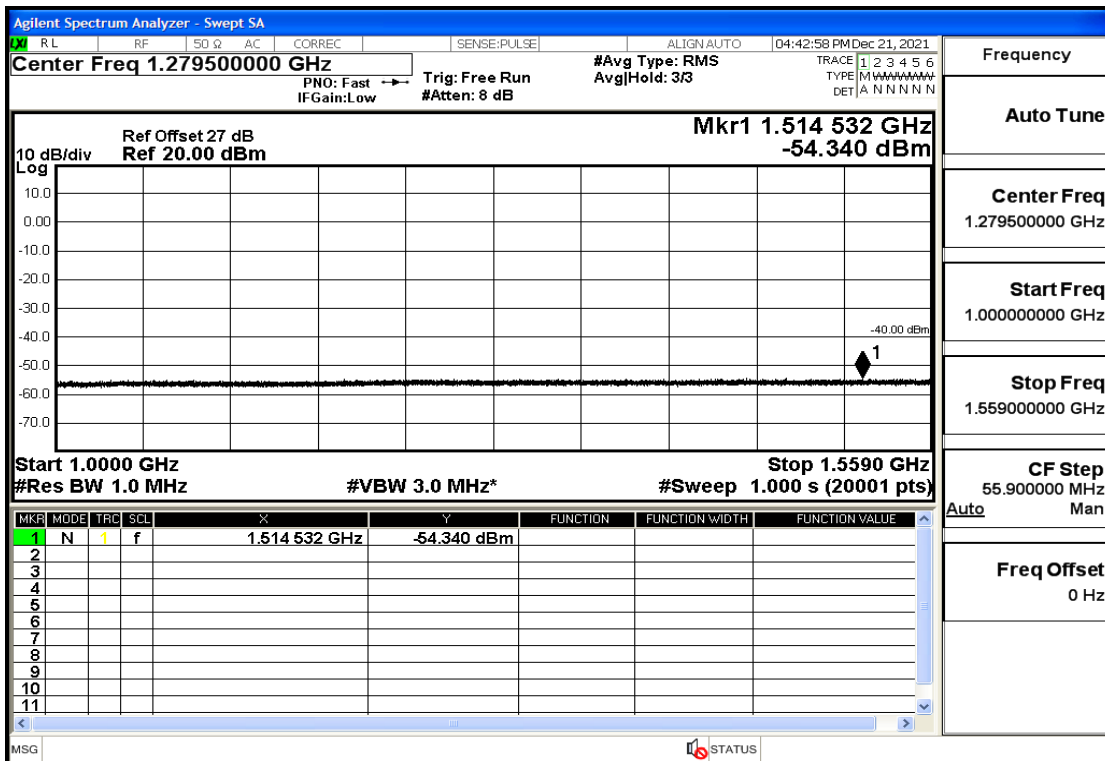 Agilent Spectrum Analyzer - Swept SA
LXI RL RF 50 Ω AC CORREC SENSE:PULSE ALIGN AUTO 04:42:58 PM Dec 21, 2021
Center Freq 1.279500000 GHz
PNO: Fast
IFGain:Low
Trig: Free Run
#Atten: 8 dB
#Avg Type: RMS
Avg|Hold: 3/3
TRACE 1 2 3 4 5 6
TYPE M W W W W W
DET A N N N N N
Ref Offset 27 dB
10 dB/div Ref 20.00 dBm
Log
Mkr1 1.514 532 GHz
-54.340 dBm
10.0
0.00
-10.0
-20.0
-30.0
-40.0
-50.0
-60.0
-70.0
-40.00 dBm
1
Start 1.0000 GHz Stop 1.5590 GHz
#Res BW 1.0 MHz #VBW 3.0 MHz* #Sweep 1.000 s (20001 pts)
MKR MODE TRC SCL X Y FUNCTION FUNCTION WIDTH FUNCTION VALUE
1 N 1 f 1.514 532 GHz -54.340 dBm
2
3
4
5
6
7
8
9
10
11
MSG STATUS
Frequency
Auto Tune
Center Freq
1.279500000 GHz
Start Freq
1.000000000 GHz
Stop Freq
1.559000000 GHz
CF Step
55.900000 MHz
Auto Man
Freq Offset
0 Hz